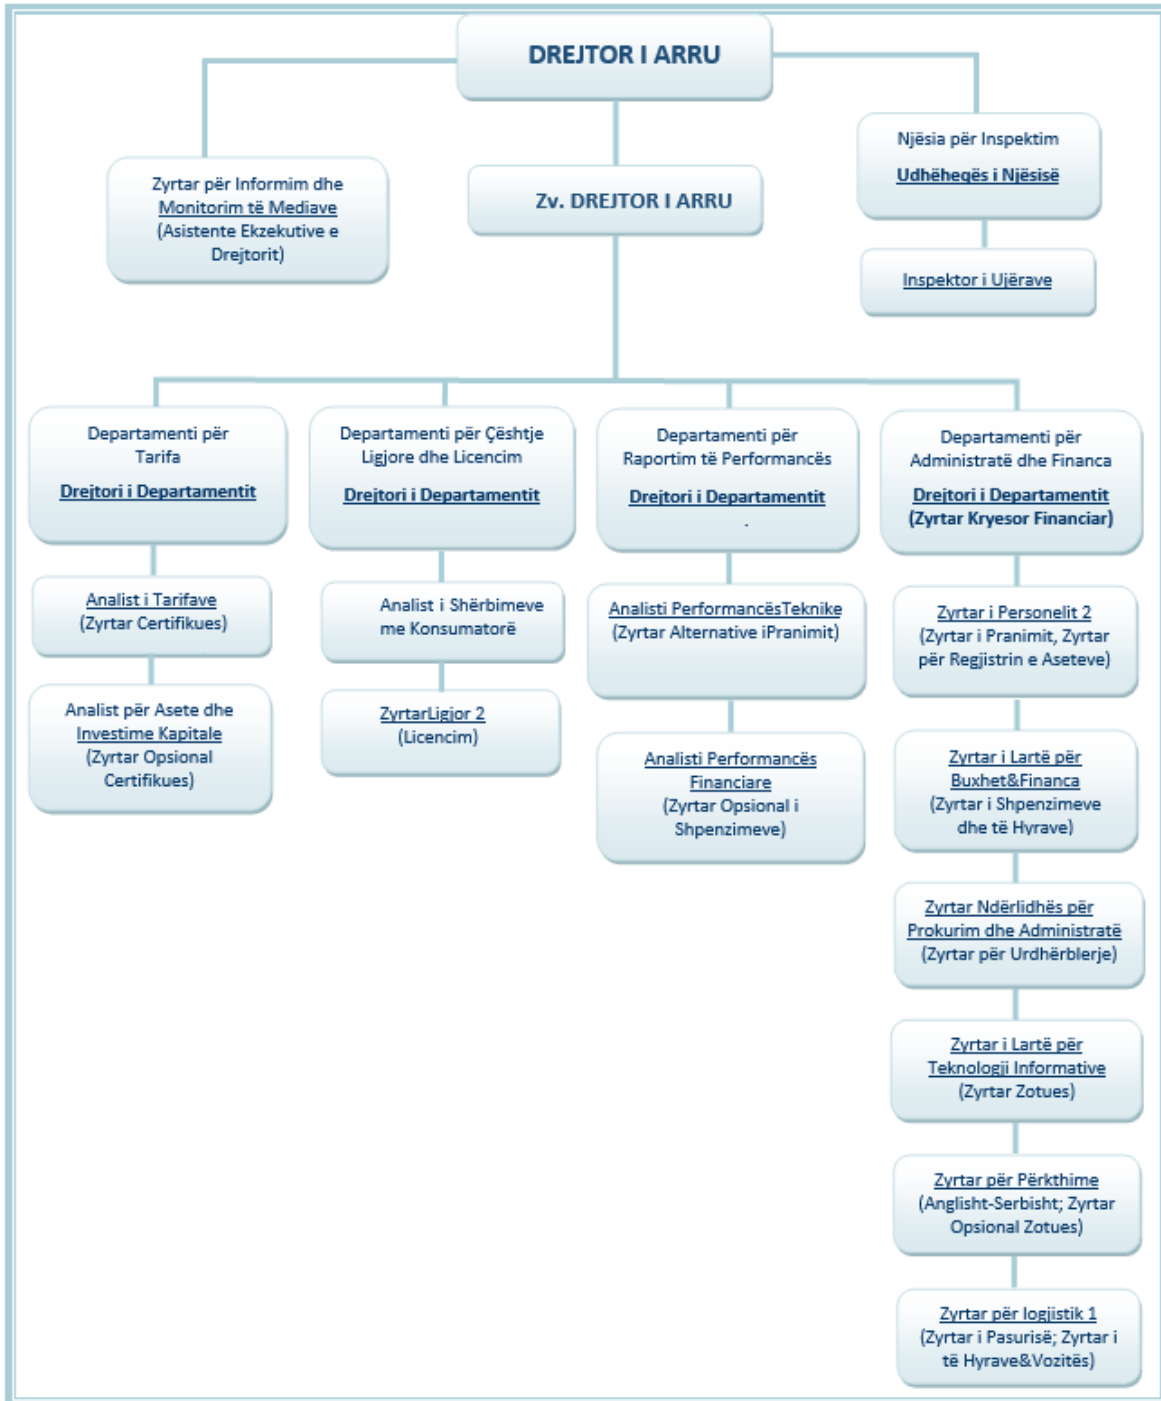 DREJTOR I ARRU
Zyrtar për Informim dhe
Monitorim të Mediave
(Asistente Ekzekutive e
Drejtorit)
Zv. DREJTOR I ARRU
Njësia për Inspektim
Udhëheqës i Njësisë
Inspektor i Ujërave
Departamenti për
Tarifa
Drejtori i Departamentit
Analist i Tarifave
(Zyrtar Certifikues)
Analist për Asete dhe
Investime Kapitale
(Zyrtar Opsional
Certifikues)
Departamenti për Çështje
Ligjore dhe Licencim
Drejtori i Departamentit
Analist i Shërbimeve
me Konsumatorë
ZyrtarLigjor 2
(Licencim)
Departamenti për
Raportim të Performancës
Drejtori i Departamentit
.
Analisti PerformancësTeknike
(Zyrtar Alternative iPranimit)
Analisti Performancës
Financiare
(Zyrtar Opsional i
Shpenzimeve)
Departamenti për
Administratë dhe Financa
Drejtori i Departamentit
(Zyrtar Kryesor Financiar)
Zyrtar i Personelit 2
(Zyrtar i Pranimit, Zyrtar
për Regjistrin e Aseteve)
Zyrtar i Lartë për
Buxhet&Financa
(Zyrtar i Shpenzimeve
dhe të Hyrave)
Zyrtar Ndërlidhës për
Prokurim dhe Administratë
(Zyrtar për Urdhërblerje)
Zyrtar i Lartë për
Teknologji Informative
(Zyrtar Zotues)
Zyrtar për Përkthime
(Anglisht-Serbisht; Zyrtar
Opsional Zotues)
Zyrtar për logjistik 1
(Zyrtar i Pasurisë; Zyrtar i
të Hyrave&Vozitës)